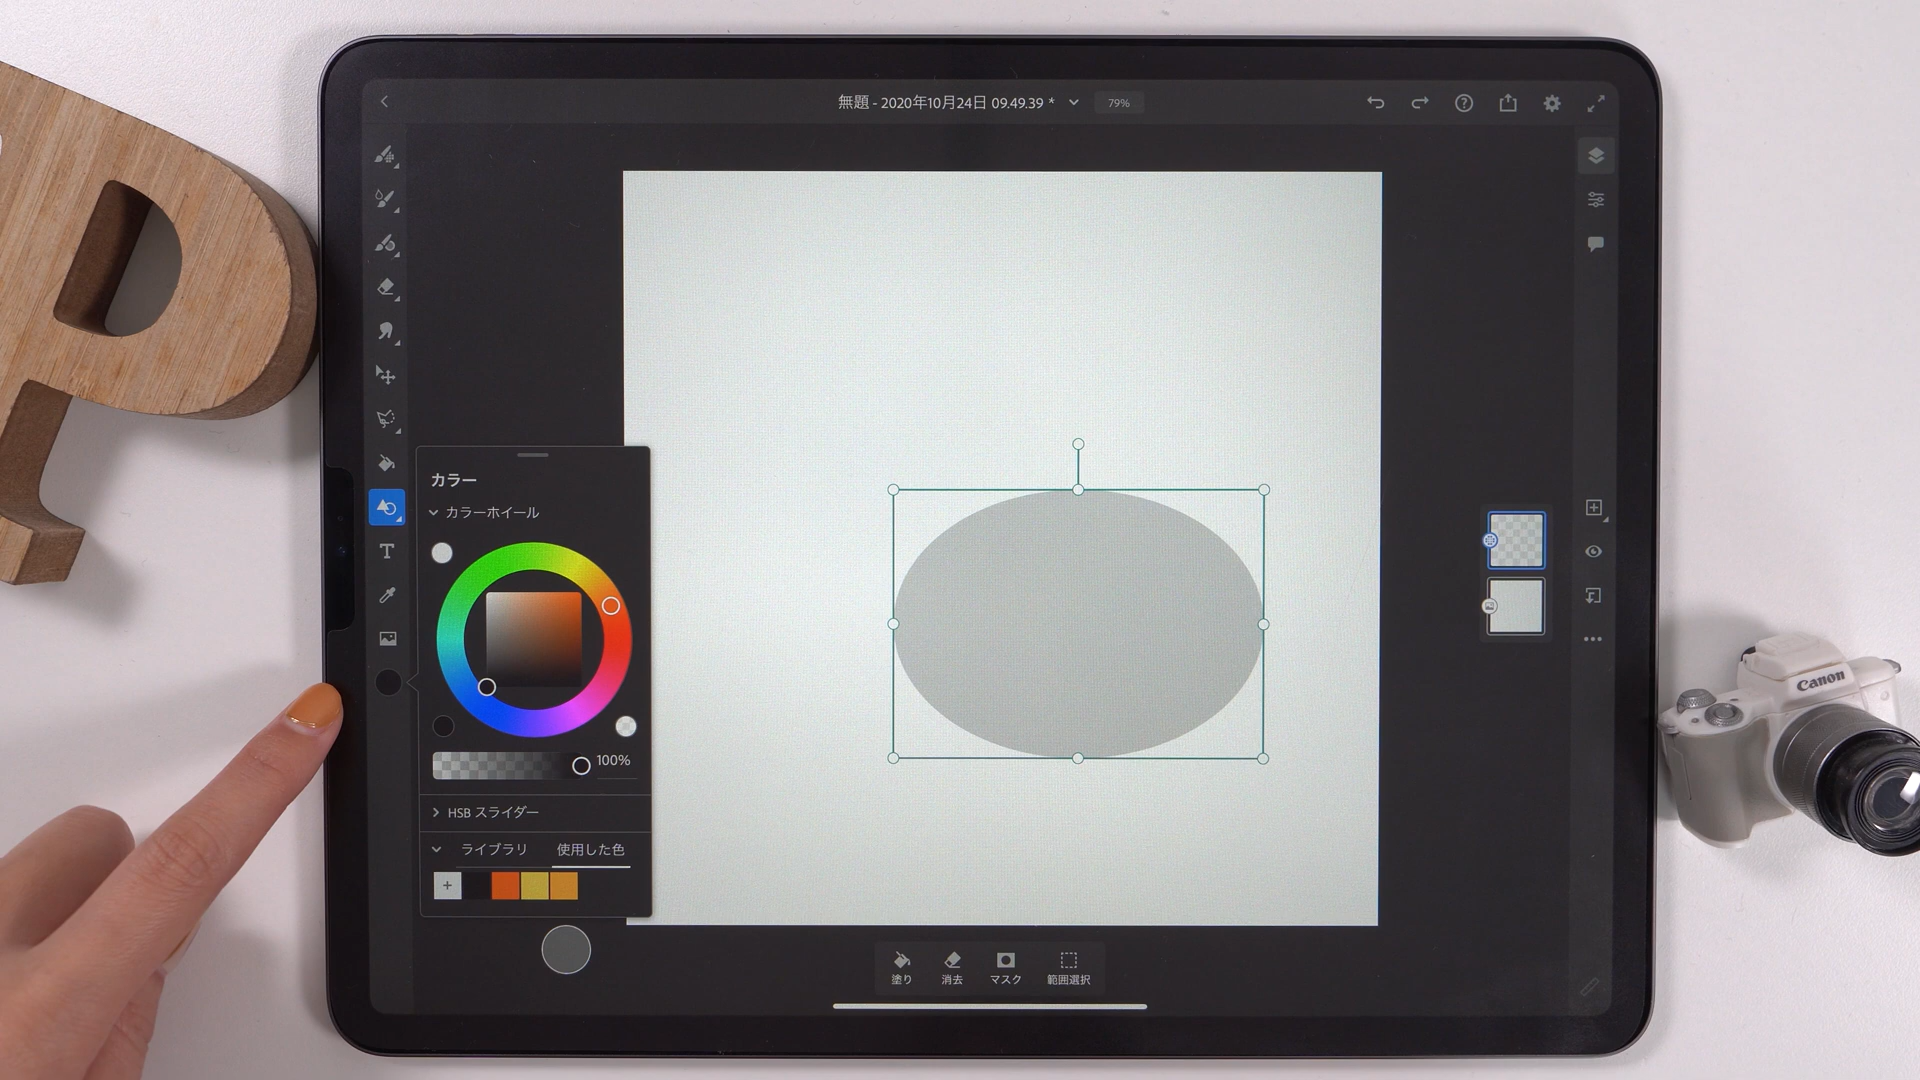 無題 - 2020年10月24日 09.49.39 *
79%
カラー
カラーホイール
100%
HSB スライダー
ライブラリ
使用した色
塗り
消去
マスク
範囲選択
T
Canon